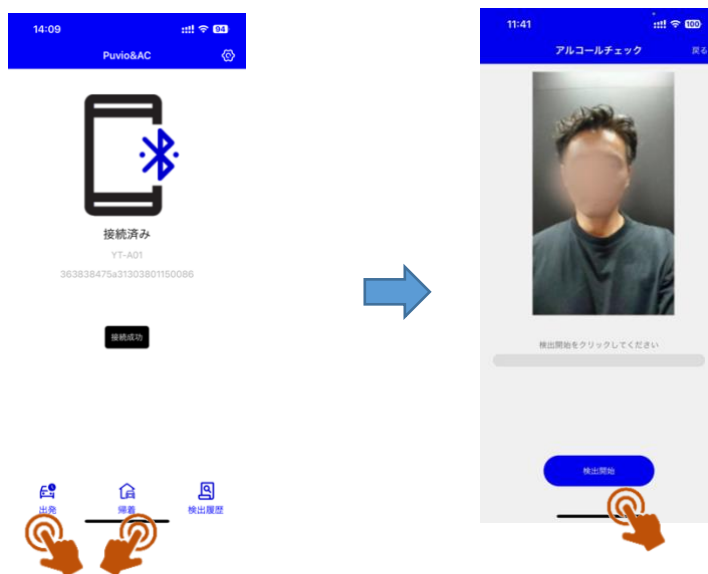 14:09
94
Puvio&AC
接続済み
YT-A01
363838475a31303801150086
接続成功
出発
帰着
検出履歴
11:41
100
アルコールチェック
戻る
検出開始をクリックしてください
検出開始